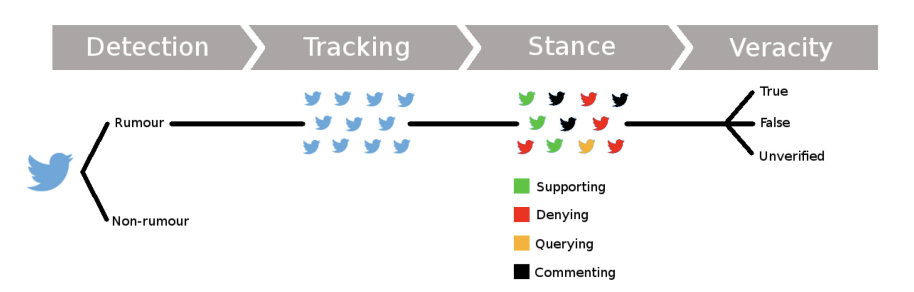 Detection
Tracking
Stance
Veracity
Rumour
Non-rumour
Supporting
Denying
Querying
Commenting
True
False
Unverified